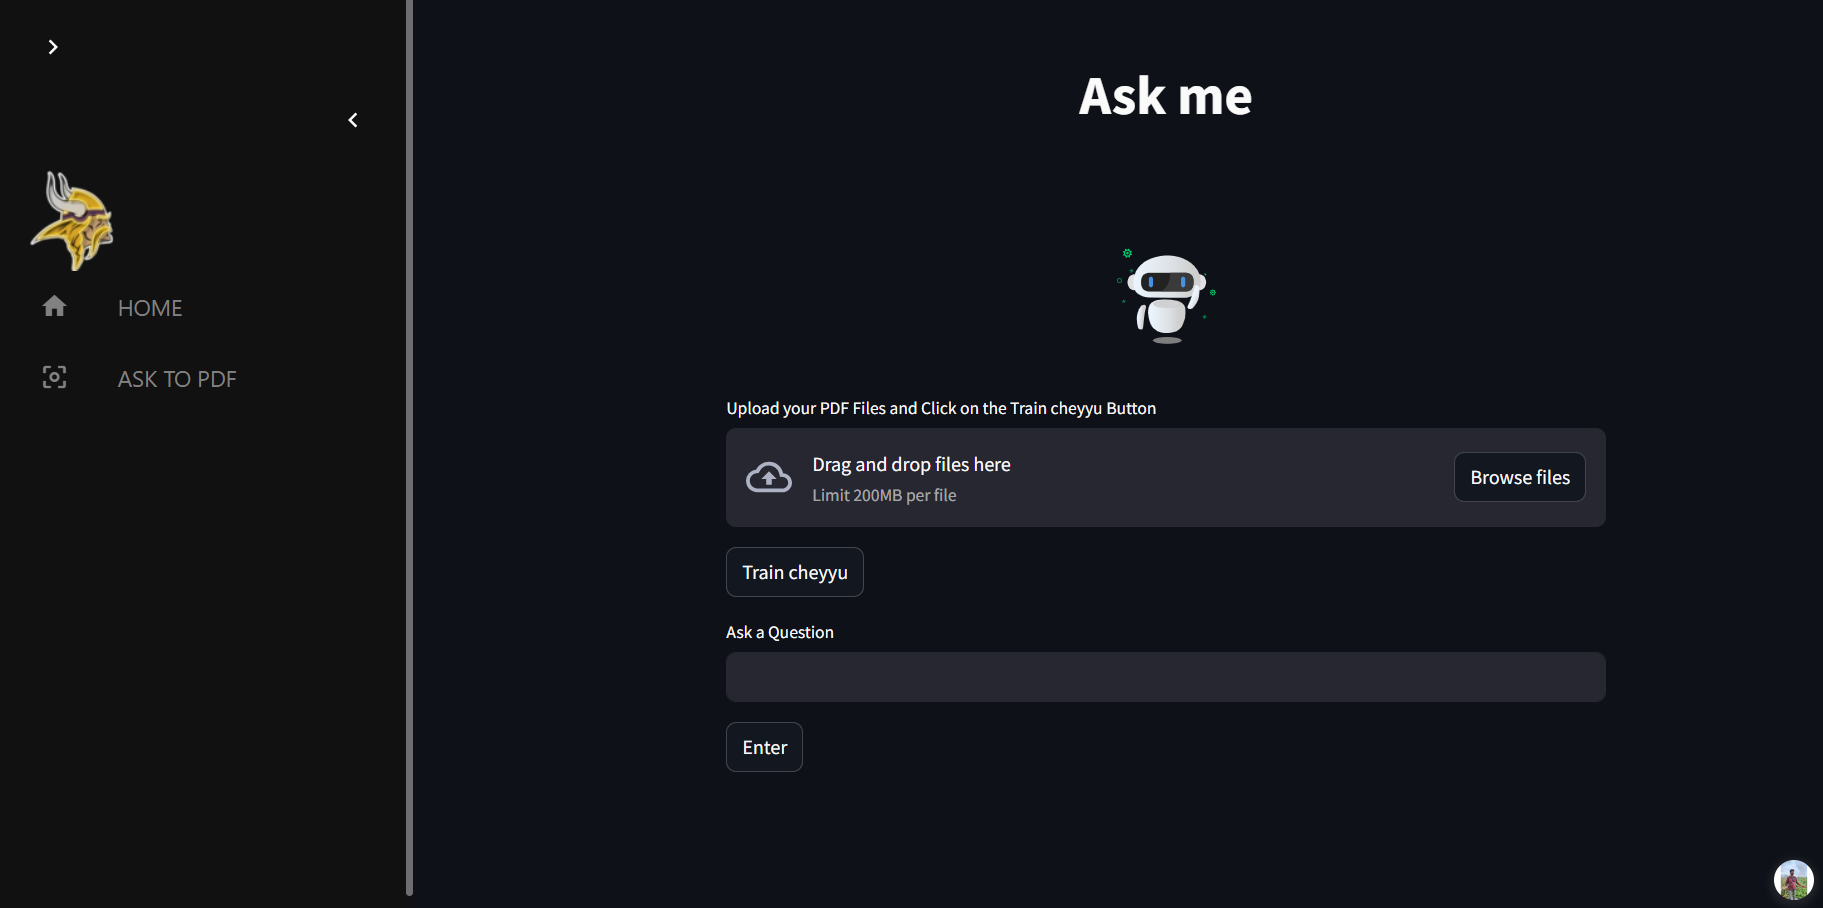 HOME
ASK TO PDF
Ask me
Upload your PDF Files and Click on the Train cheyyu Button
Drag and drop files here
Limit 200MB per file
Browse files
Train cheyyu
Ask a Question
Enter